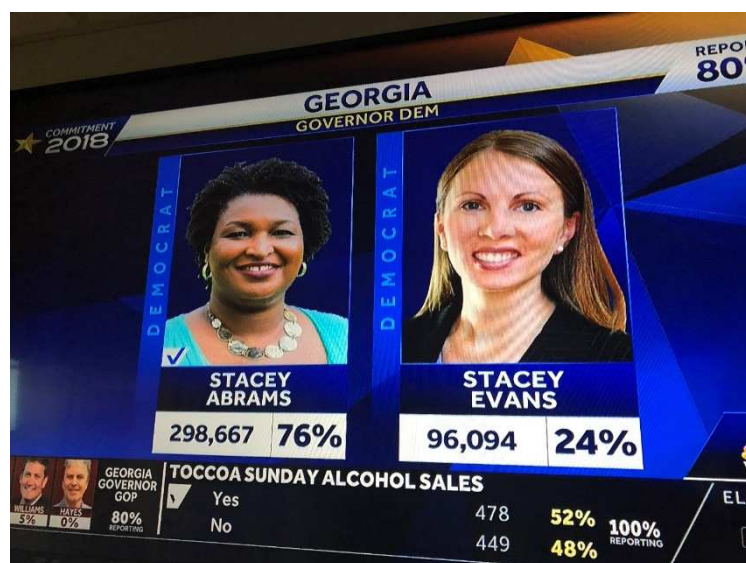 REPO
80%
GEORGIA
GOVERNOR DEM
COMMITMENT
2018
DEMOCRAT
DEMOCRAT
STACEY
ABRAMS
298,667 76%
STACEY
EVANS
96,094 24%
WILLIAMS
5%
HAYES
0%
GEORGIA
GOVERNOR
GOP
80%
REPORTING
TOCCOA SUNDAY ALCOHOL SALES
Yes 478 52%
No 449 48%
100%
REPORTING
EL